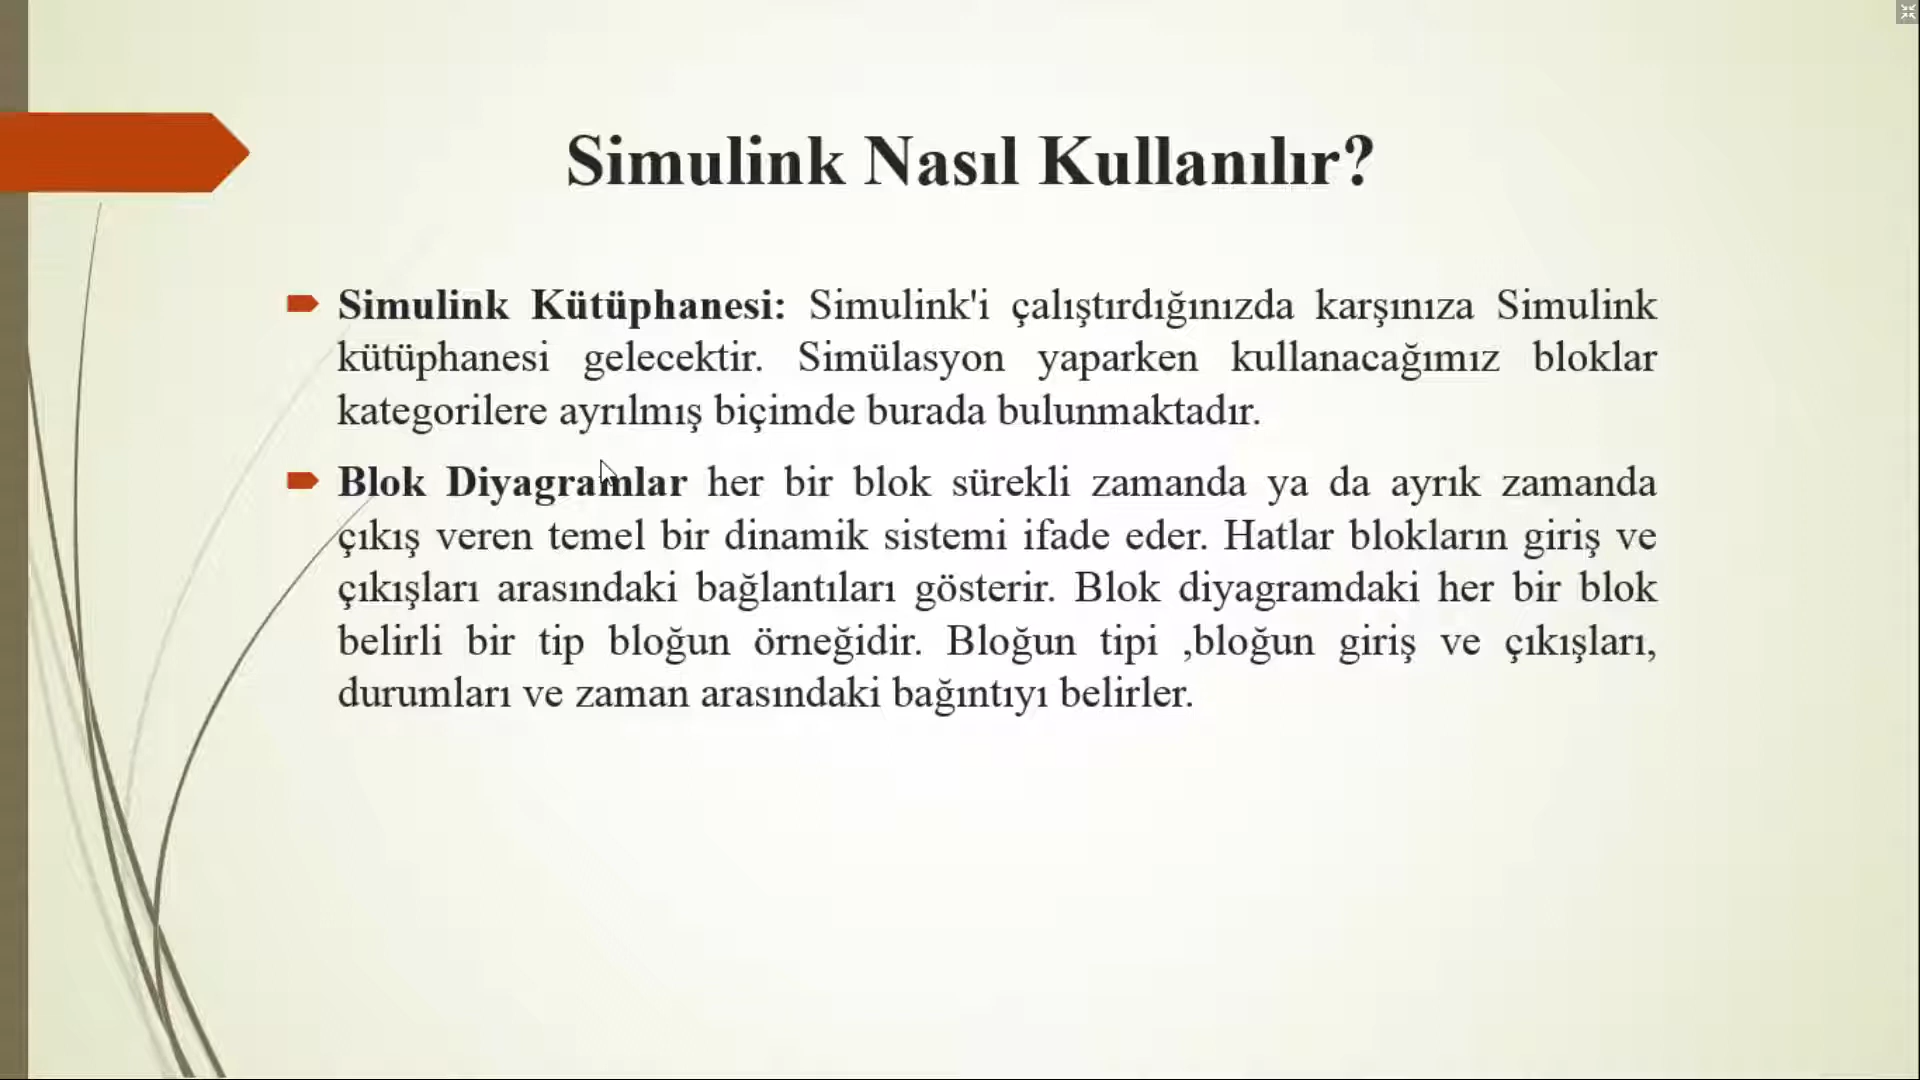 Simulink Nasıl Kullanılır?
Simulink Kütüphanesi: Simulink'i çalıştırdığınızda karşınıza Simulink
kütüphanesi gelecektir. Simülasyon yaparken kullanacağımız bloklar
kategorilere ayrılmış biçimde burada bulunmaktadır.
Blok Diyagramlar her bir blok sürekli zamanda ya da ayrık zamanda
çıkış veren temel bir dinamik sistemi ifade eder. Hatlar blokların giriş ve
çıkışları arasındaki bağlantıları gösterir. Blok diyagramdaki her bir blok
belirli bir tip bloğun örneğidir. Bloğun tipi ,bloğun giriş ve çıkışları,
durumları ve zaman arasındaki bağıntıyı belirler.